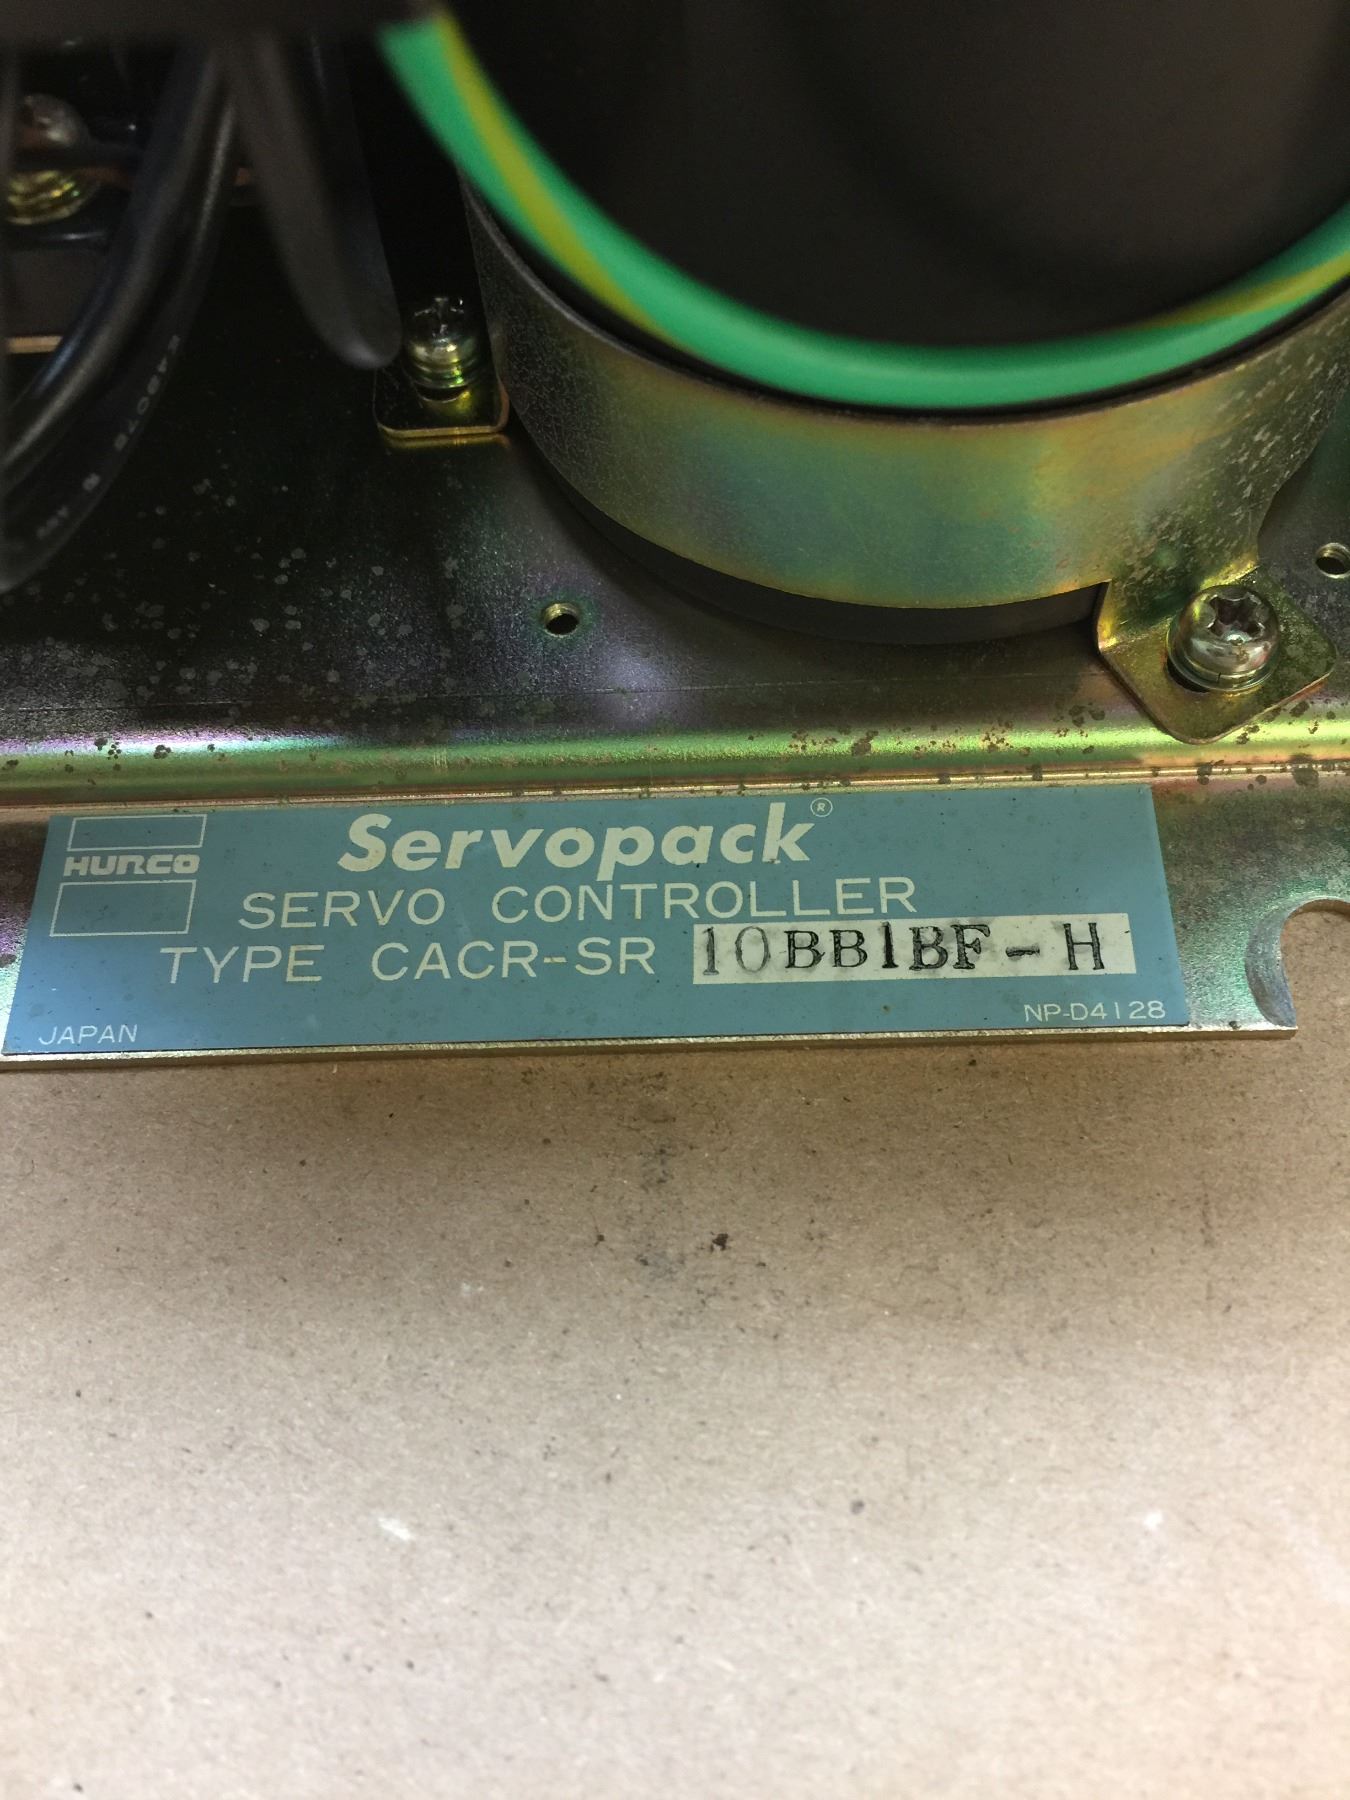 HURCO
Servopack®
SERVO CONTROLLER
TYPE CACR-SR 10BB1BF-H
JAPAN
NP-D4128